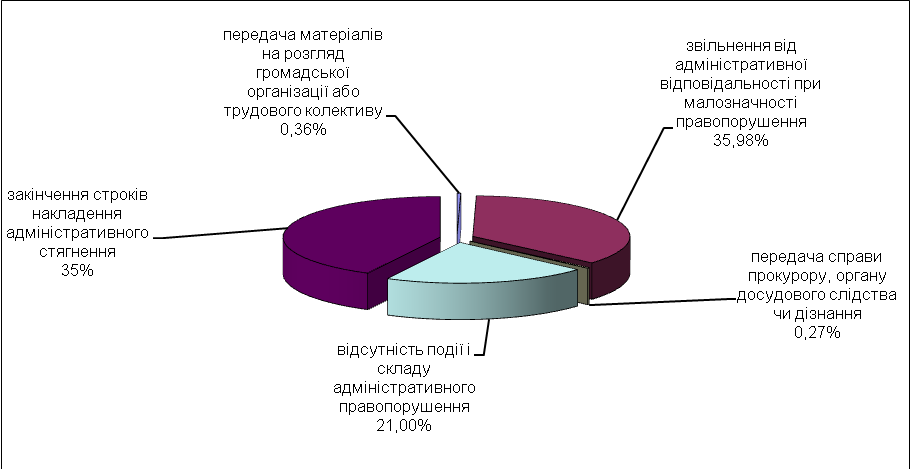 передача матеріалів
на розгляд
громадської
організації або
трудового колективу
0,36%
звільнення від
адміністративної
відповідальності при
малозначності
правопорушення
35,98%
закінчення строків
накладення
адміністративного
стягнення
35%
передача справи
прокурору, органу
досудового слідства
чи дізнання
0,27%
відсутність події і
складу
адміністративного
правопорушення
21,00%